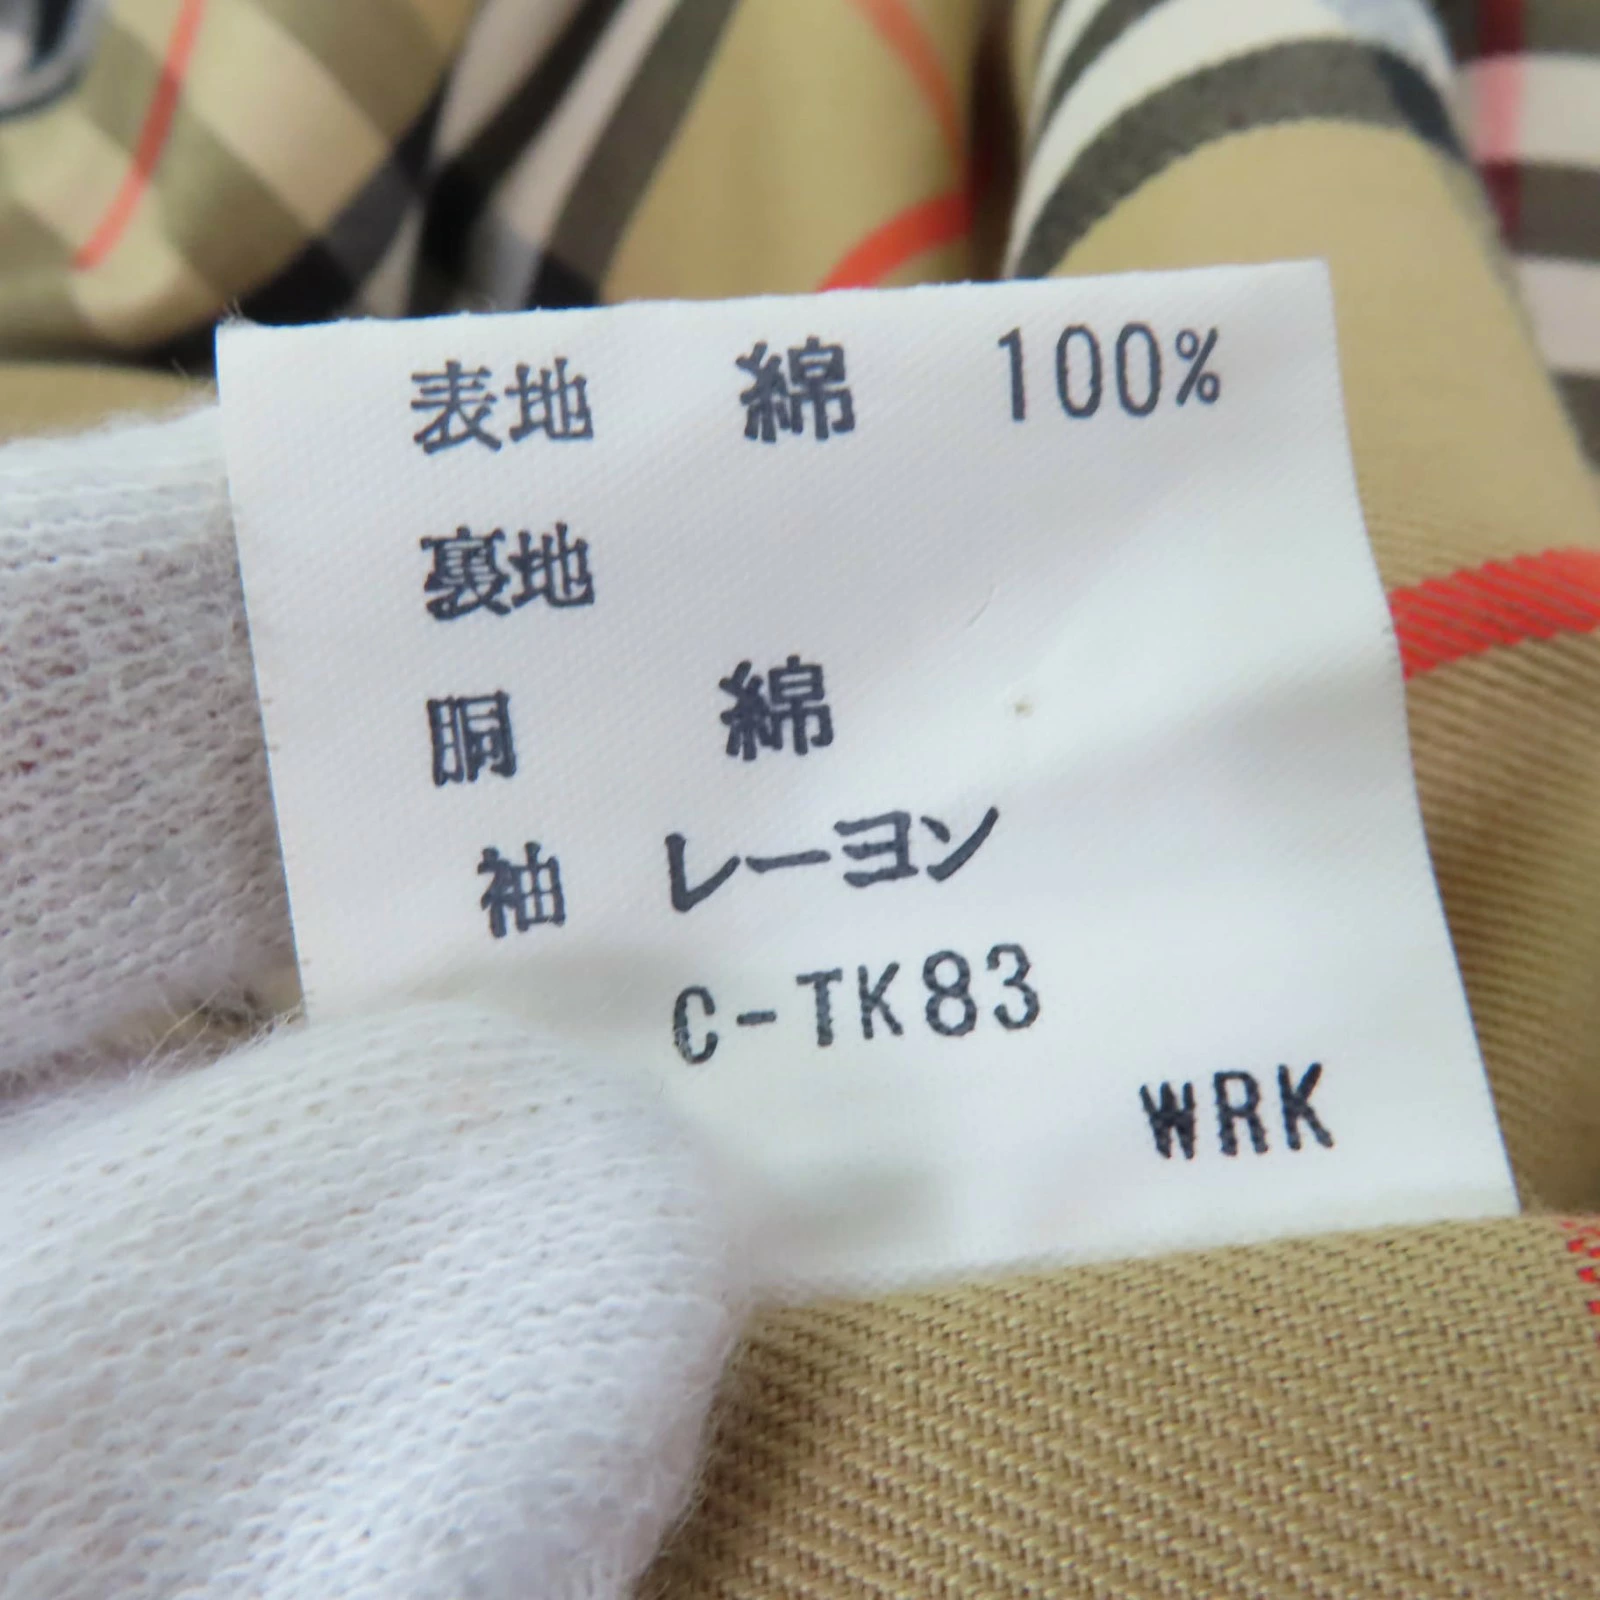 表地 綿 100%
裏地
胴 綿
袖 レーヨン
C-TK83
WRK